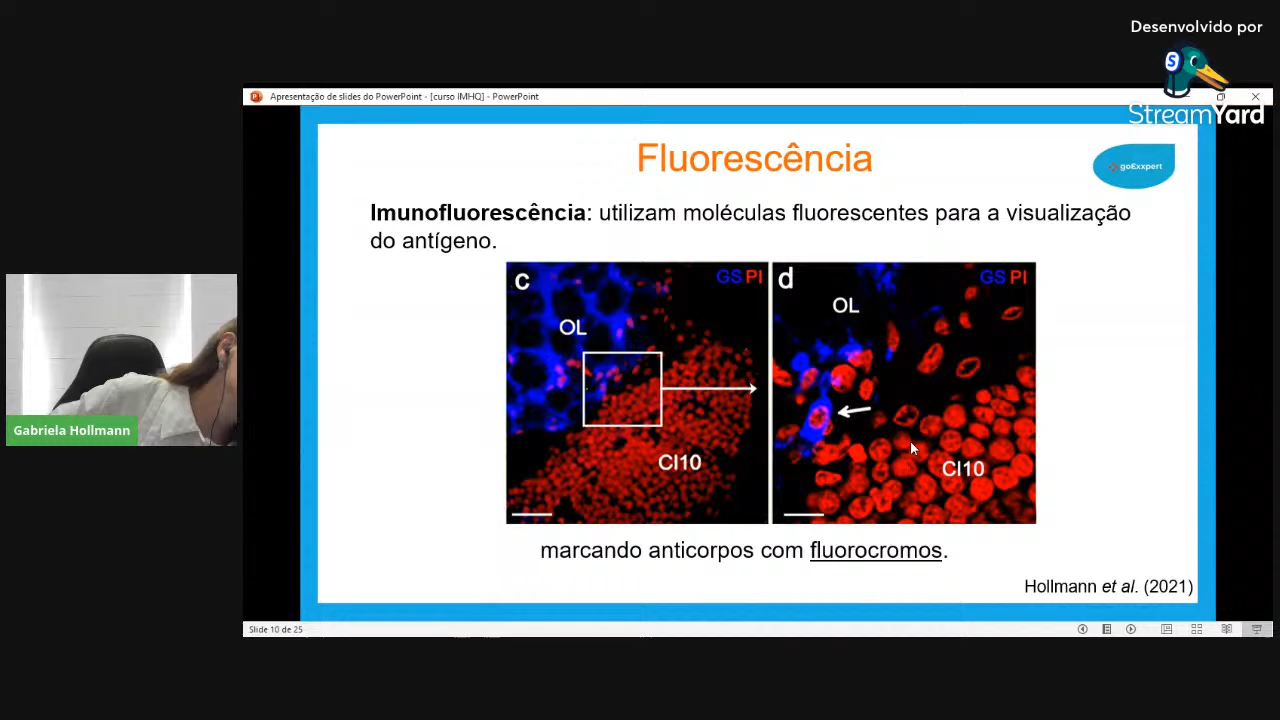 Desenvolvido por
StreamYard
Apresentação de slides do PowerPoint - [curso IMHQ] - PowerPoint
Fluorescência
goExxpert
Imunofluorescência: utilizam moléculas fluorescentes para a visualização
do antígeno.
c GS PI
OL
Cl10
d GS PI
OL
Cl10
marcando anticorpos com fluorocromos.
Hollmann et al. (2021)
Gabriela Hollmann
Slide 10 de 25